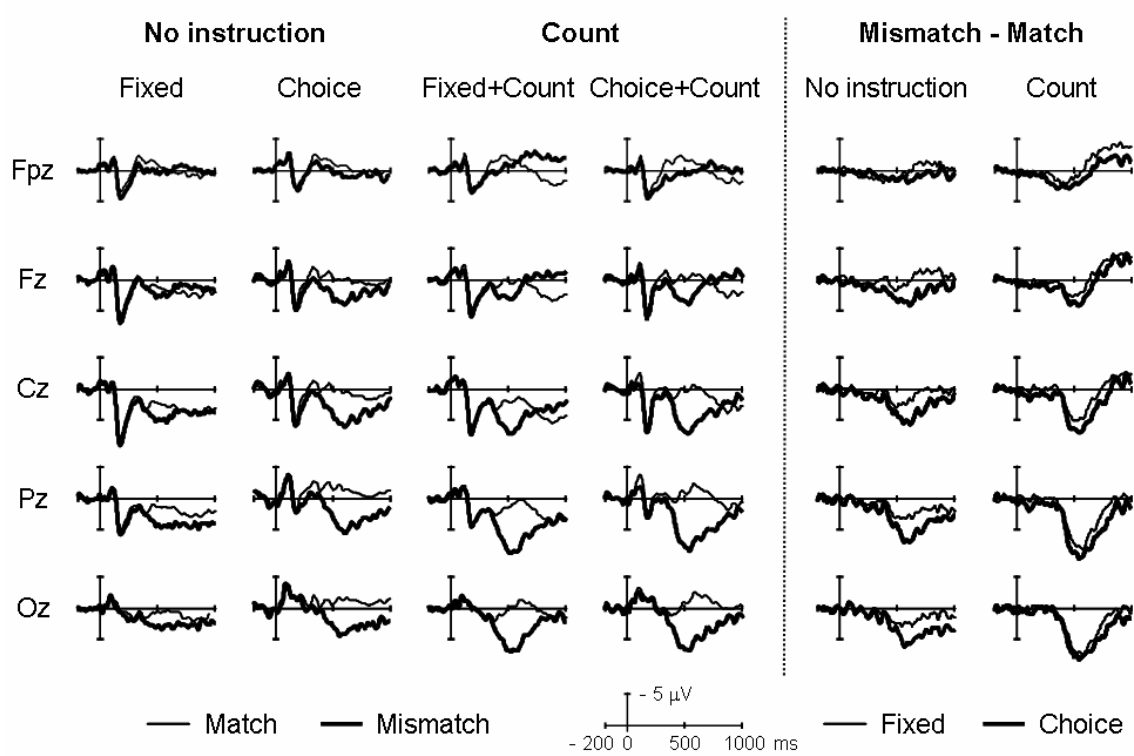 No instruction Count Mismatch - Match
Fixed Choice Fixed+Count Choice+Count No instruction Count
Fpz
Fz
Cz
Pz
Oz
- 5 µV
Match Mismatch Fixed Choice
- 200 0 500 1000 ms